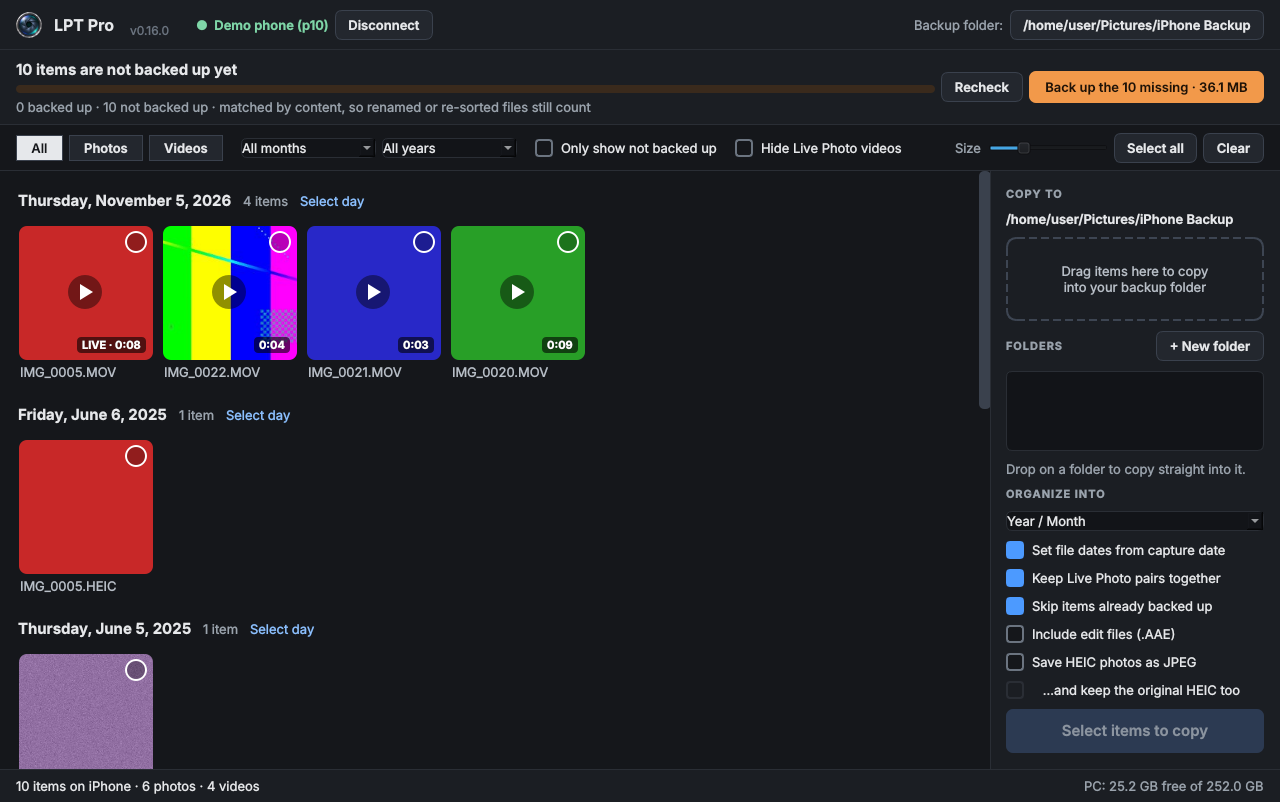 LPT Pro v0.16.0 Demo phone (p10) Disconnect Backup folder: /home/user/Pictures/iPhone Backup
10 items are not backed up yet
Recheck Back up the 10 missing · 36.1 MB
0 backed up · 10 not backed up · matched by content, so renamed or re-sorted files still count
All Photos Videos All months All years Only show not backed up Hide Live Photo videos Size Select all Clear
Thursday, November 5, 2026 4 items Select day
LIVE · 0:08 0:04 0:03 0:09
IMG_0005.MOV IMG_0022.MOV IMG_0021.MOV IMG_0020.MOV
Friday, June 6, 2025 1 item Select day
IMG_0005.HEIC
Thursday, June 5, 2025 1 item Select day
COPY TO
/home/user/Pictures/iPhone Backup
Drag items here to copy
into your backup folder
FOLDERS + New folder
Drop on a folder to copy straight into it.
ORGANIZE INTO
Year / Month
Set file dates from capture date
Keep Live Photo pairs together
Skip items already backed up
Include edit files (.AAE)
Save HEIC photos as JPEG
...and keep the original HEIC too
Select items to copy
10 items on iPhone · 6 photos · 4 videos PC: 25.2 GB free of 252.0 GB